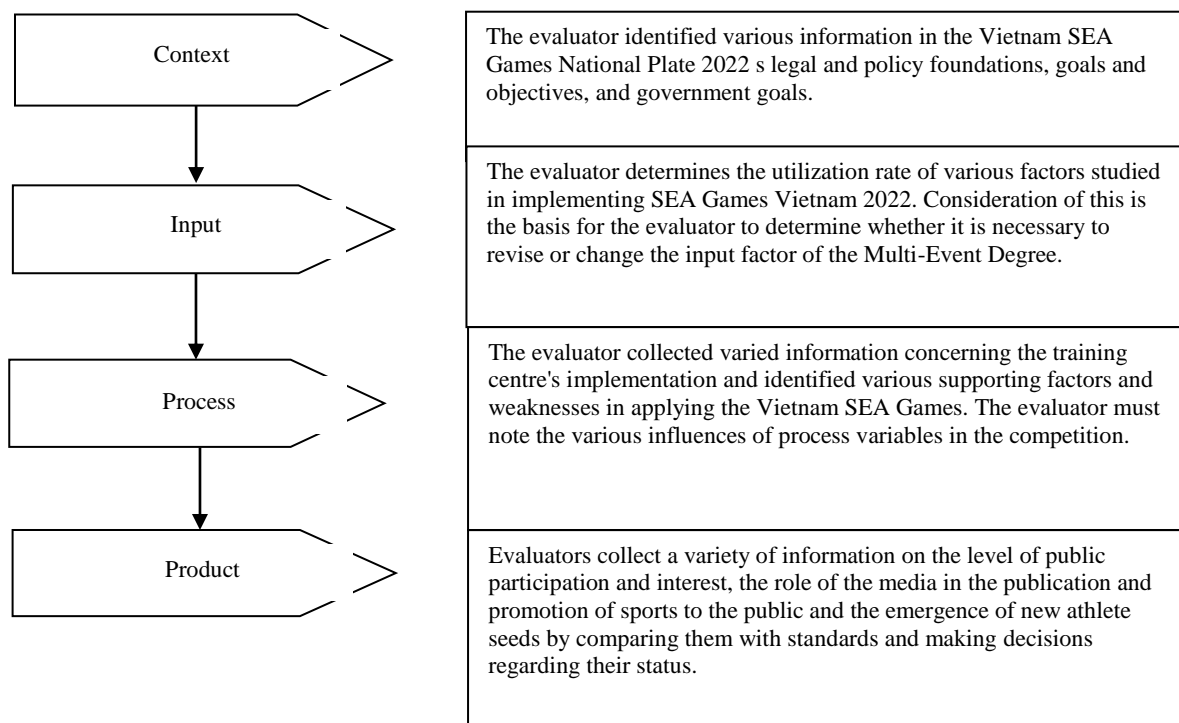 Context
The evaluator identified various information in the Vietnam SEA
Games National Plate 2022 s legal and policy foundations, goals and
objectives, and government goals.
Input
The evaluator determines the utilization rate of various factors studied
in implementing SEA Games Vietnam 2022. Consideration of this is
the basis for the evaluator to determine whether it is necessary to
revise or change the input factor of the Multi-Event Degree.
Process
The evaluator collected varied information concerning the training
centre's implementation and identified various supporting factors and
weaknesses in applying the Vietnam SEA Games. The evaluator must
note the various influences of process variables in the competition.
Product
Evaluators collect a variety of information on the level of public
participation and interest, the role of the media in the publication and
promotion of sports to the public and the emergence of new athlete
seeds by comparing them with standards and making decisions
regarding their status.